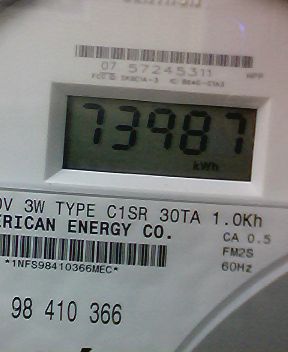 07 57245311
73987
kWh
3W TYPE C1SR 30TA 1.0Kh
ERICAN ENERGY CO.
CA 0.5
FM2S
*1NFS98410366MEC*
60Hz
98 410 366